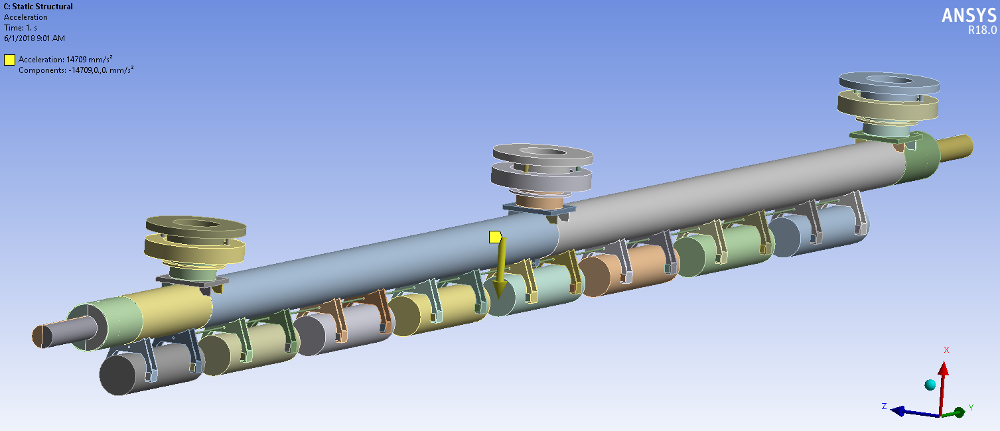 C: Static Structural
Acceleration
Time: 1. s
6/1/2018 9:01 AM
Acceleration: 14709 mm/s²
Components: -14709,0.,0. mm/s²
ANSYS
R18.0
X
Z
Y